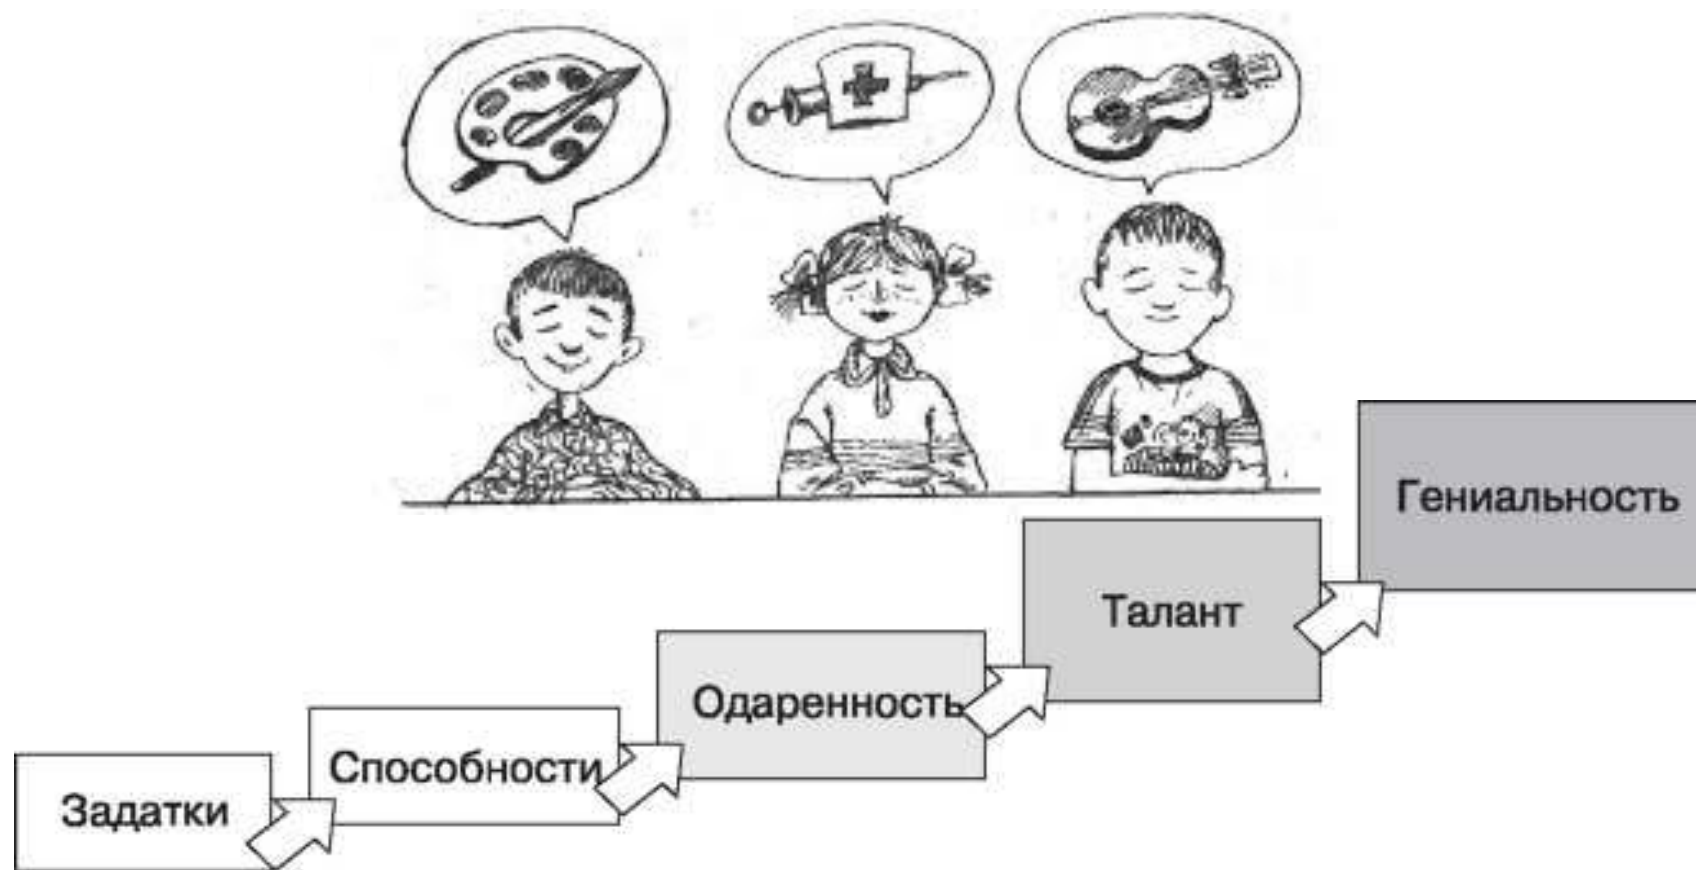 Гениальность
Талант
Одаренность
Способности
Задатки